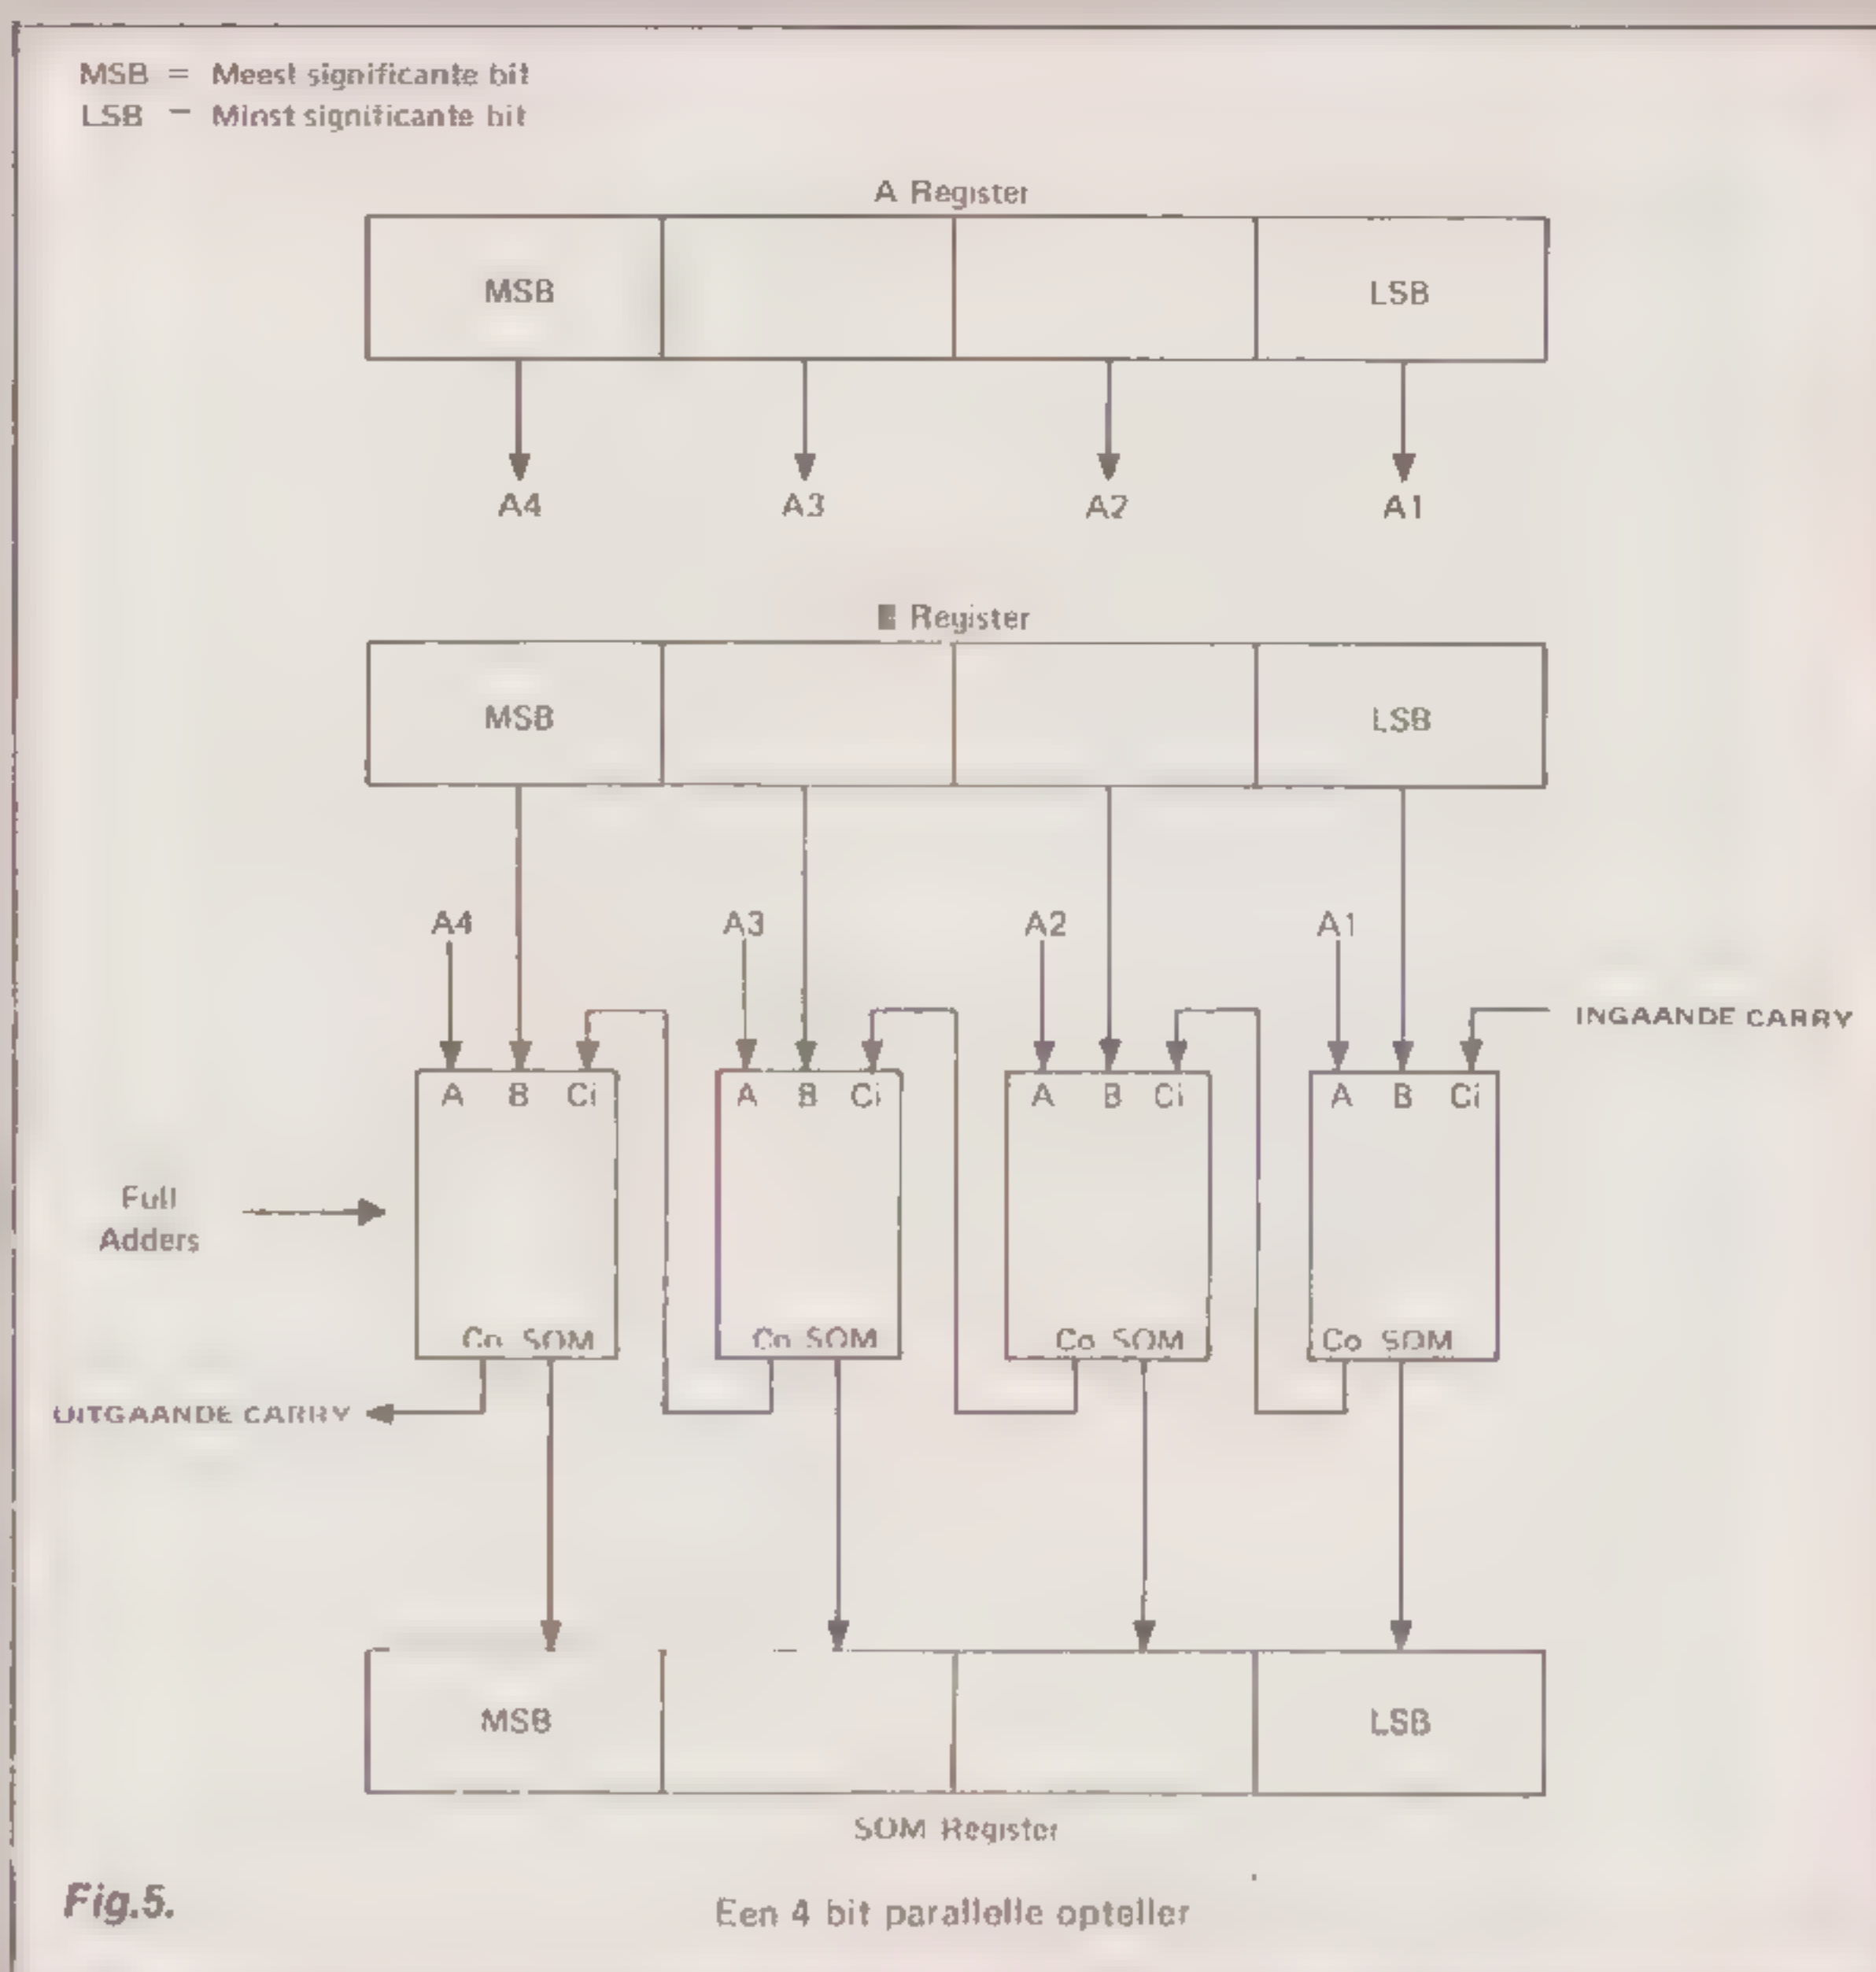 MSB = Meest significante bit
LSB = Minst significante bit
A Register
MSB LSB
A4 A3 A2 A1
Register
MSB LSB
A4 A3 A2 A1
INGAANDE CARRY
A B Ci A B Ci A B Ci A B Ci
Full
Adders
Co SOM Co SOM Co SOM Co SOM
UITGAANDE CARRY
MSB LSB
SOM Register
Fig.5.
Een 4 bit parallelle opteller